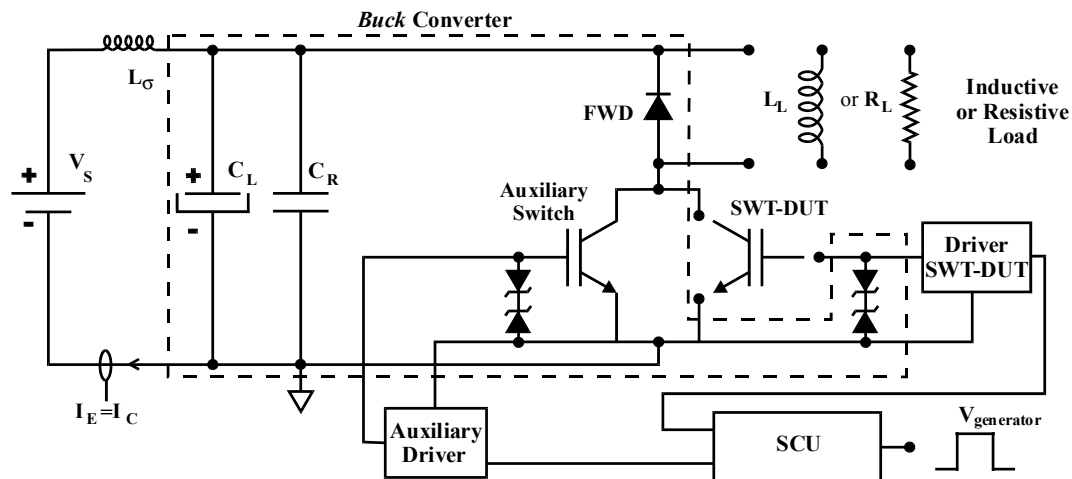 Buck Converter
Lσ
LL or RL
Inductive
or Resistive
Load
FWD
+
VS
-
+
CL
-
CR
Auxiliary
Switch
SWT-DUT
Driver
SWT-DUT
IE=IC
Auxiliary
Driver
SCU
Vgenerator